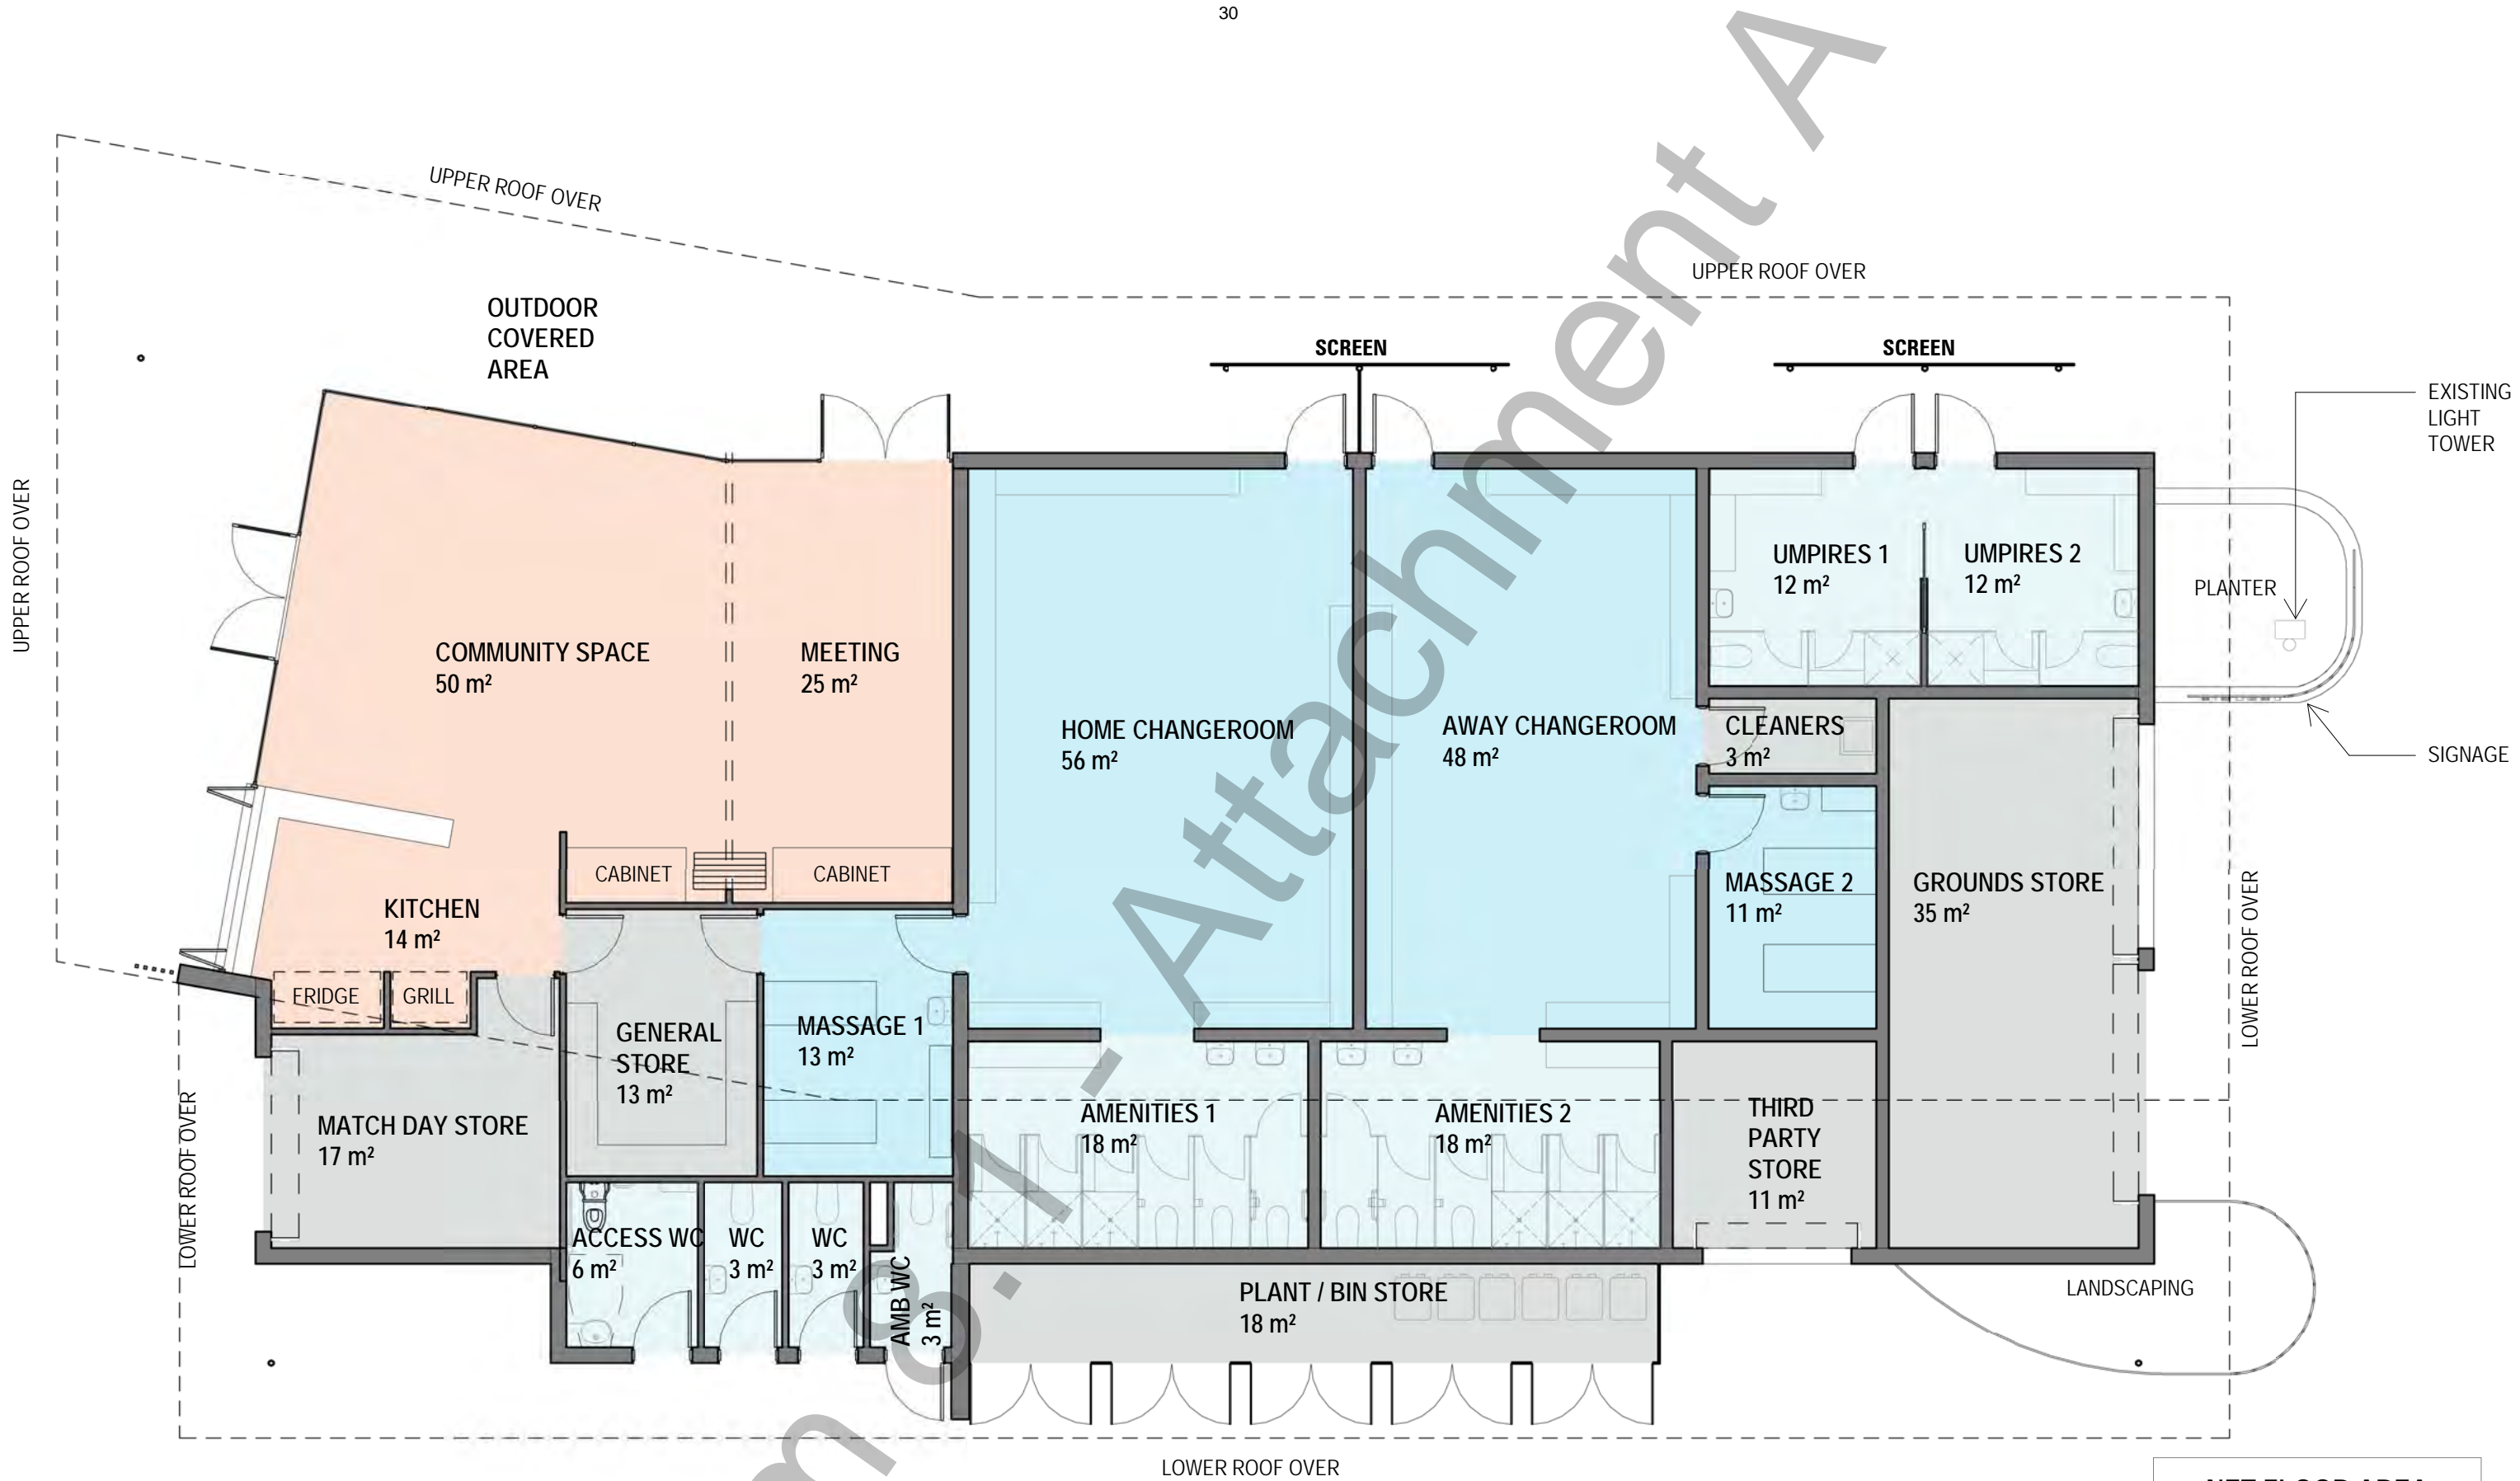 30
UPPER ROOF OVER
UPPER ROOF OVER
OUTDOOR
COVERED
AREA
SCREEN
SCREEN
EXISTING
LIGHT
TOWER
UPPER ROOF OVER
UMPIRES 1
12 m²
UMPIRES 2
12 m²
PLANTER
COMMUNITY SPACE
50 m²
MEETING
25 m²
HOME CHANGEROOM
56 m²
AWAY CHANGEROOM
48 m²
CLEANERS
3 m²
SIGNAGE
CABINET
CABINET
MASSAGE 2
11 m²
GROUNDS STORE
35 m²
LOWER ROOF OVER
KITCHEN
14 m²
FRIDGE
GRILL
GENERAL
STORE
13 m²
MASSAGE 1
13 m²
MATCH DAY STORE
17 m²
LOWER ROOF OVER
AMENITIES 1
18 m²
AMENITIES 2
18 m²
THIRD
PARTY
STORE
11 m²
ACCESS WC
6 m²
WC
3 m²
WC
3 m²
AMB WC
3 m²
PLANT / BIN STORE
18 m²
LANDSCAPING
LOWER ROOF OVER
m 8.1 - Attachment A